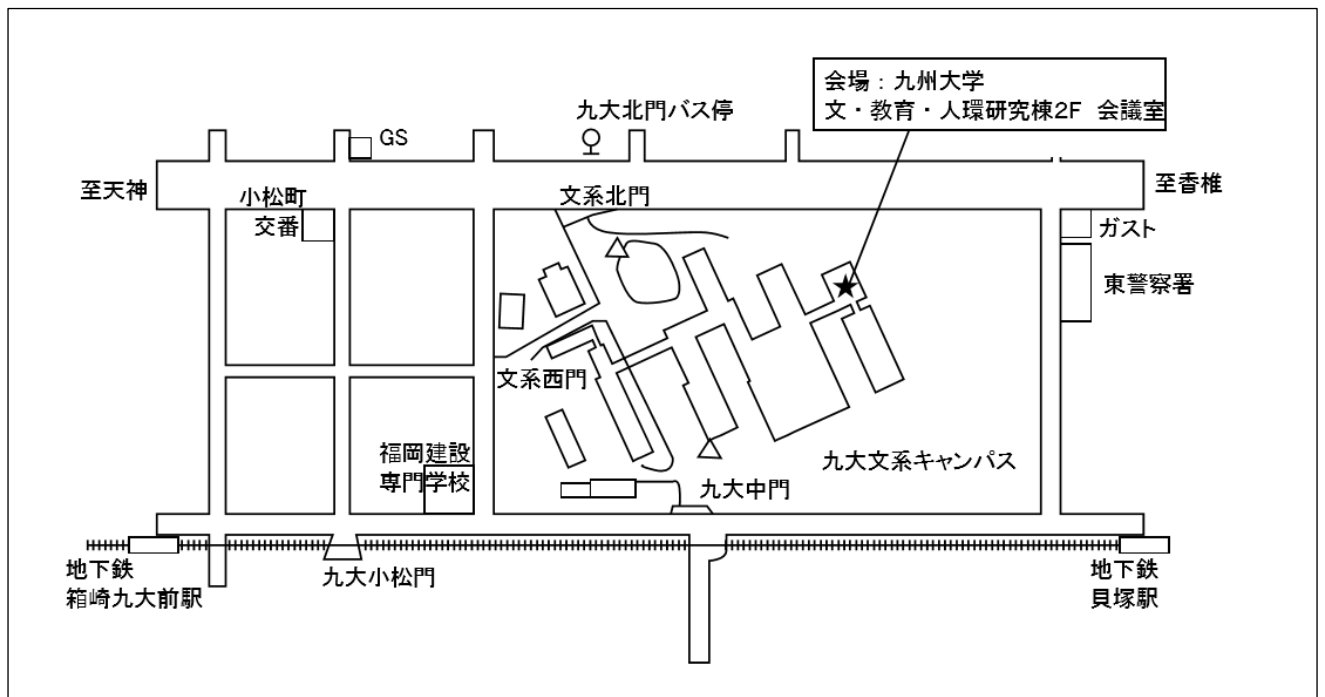 会場：九州大学
文・教育・人環研究棟2F　会議室
九大北門バス停
GS
至天神
小松町
交番
文系北門
至香椎
ガスト
東警察署
文系西門
福岡建設
専門学校
九大文系キャンパス
九大中門
地下鉄
箱崎九大前駅
九大小松門
地下鉄
貝塚駅